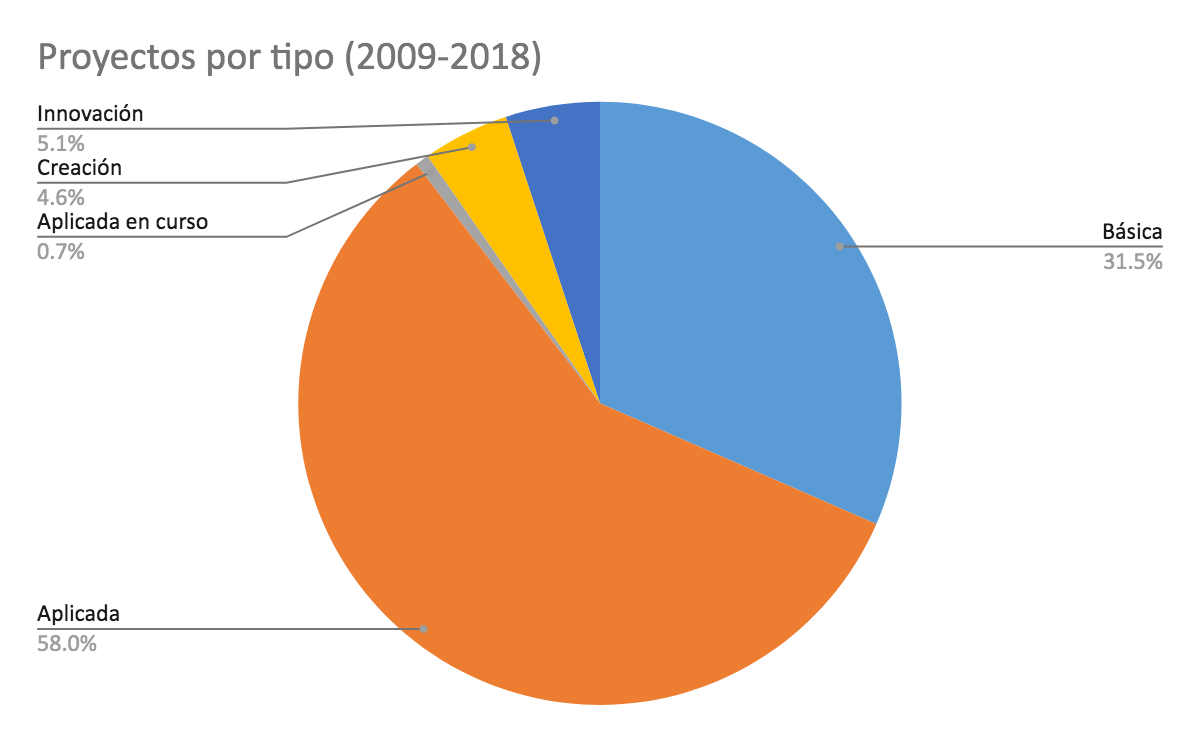 Proyectos por tipo (2009-2018)
Innovación
5.1%
Creación
4.6%
Aplicada en curso
0.7%
Básica
31.5%
Aplicada
58.0%